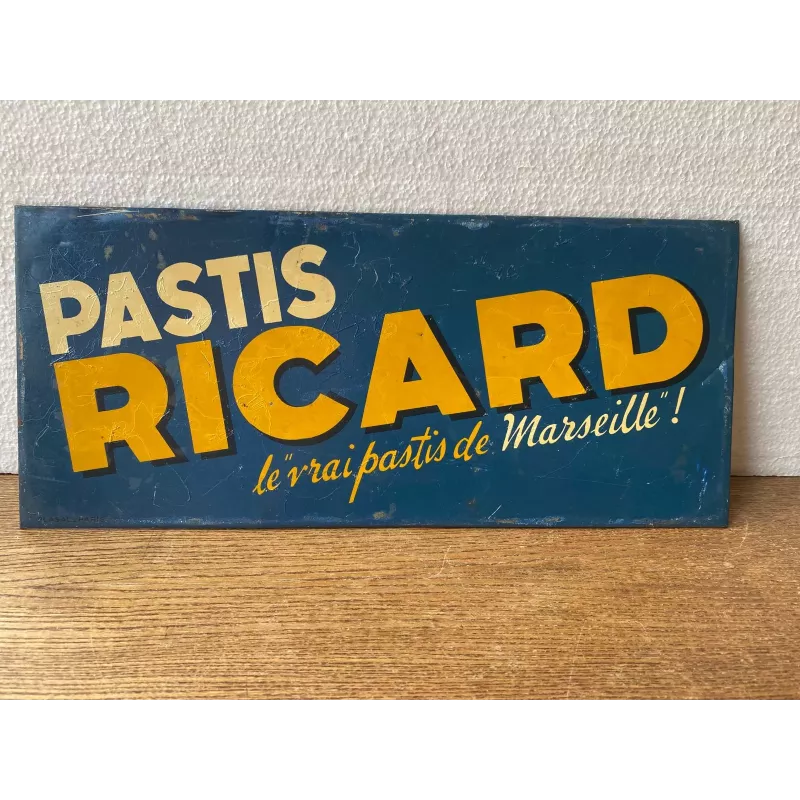 PASTIS
RICARD
le "vrai pastis de Marseille" !